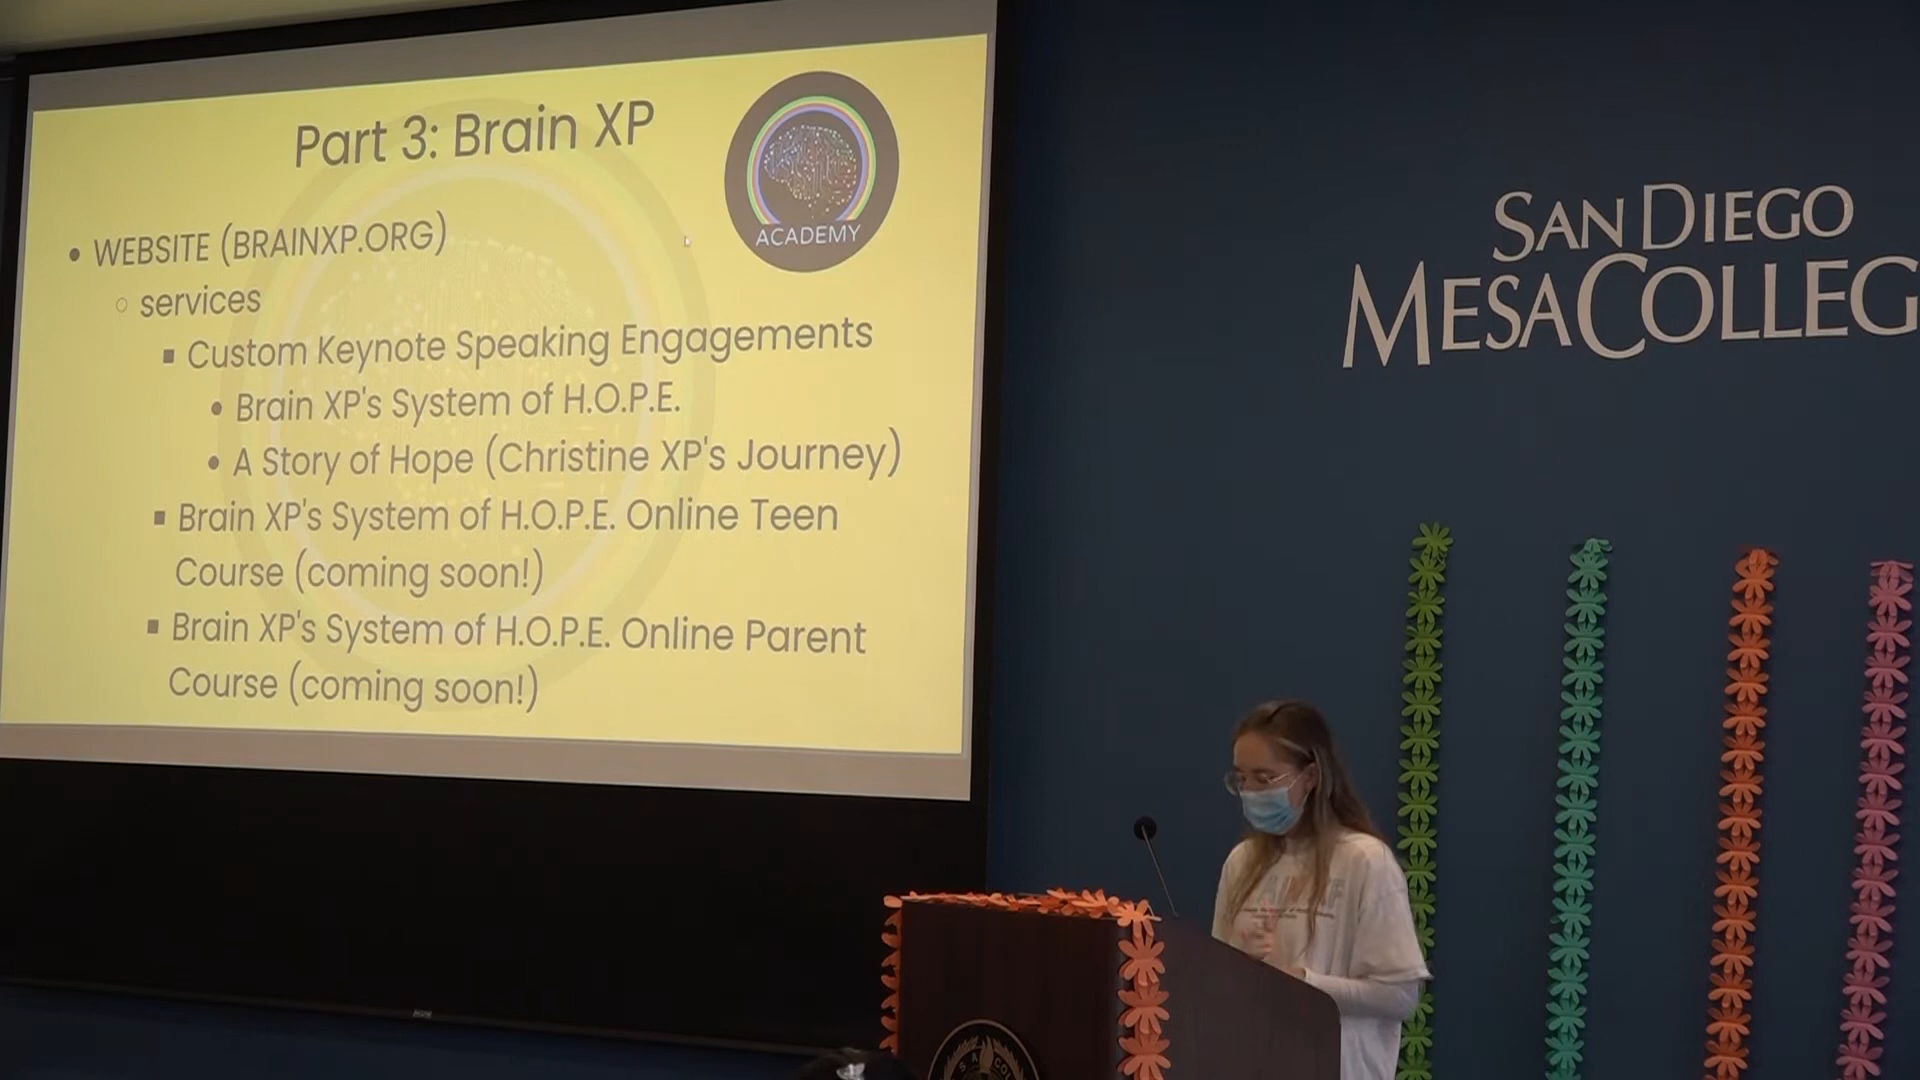 Part 3: Brain XP
ACADEMY
WEBSITE (BRAINXP.ORG)
services
Custom Keynote Speaking Engagements
Brain XP's System of H.O.P.E.
A Story of Hope (Christine XP's Journey)
Brain XP's System of H.O.P.E. Online Teen
Course (coming soon!)
Brain XP's System of H.O.P.E. Online Parent
Course (coming soon!)
SAN DIEGO
MESA COLLEG